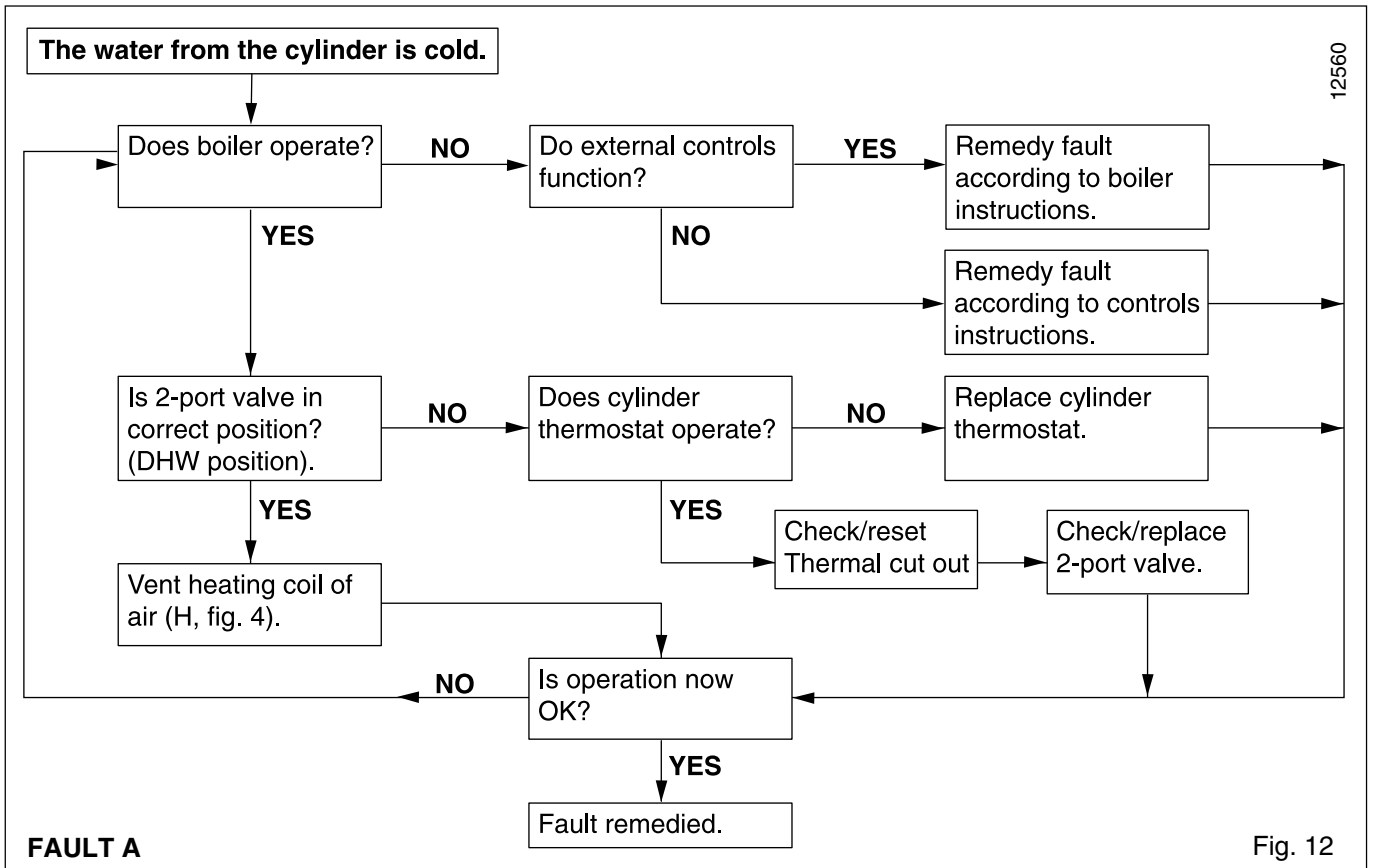 The water from the cylinder is cold.
12560
Does boiler operate?
NO
Do external controls
function?
YES
Remedy fault
according to boiler
instructions.
YES
NO
Remedy fault
according to controls
instructions.
Is 2-port valve in
correct position?
(DHW position).
NO
Does cylinder
thermostat operate?
NO
Replace cylinder
thermostat.
YES
YES
Check/reset
Thermal cut out
Check/replace
2-port valve.
Vent heating coil of
air (H, fig. 4).
NO
Is operation now
OK?
YES
Fault remedied.
FAULT A
Fig. 12